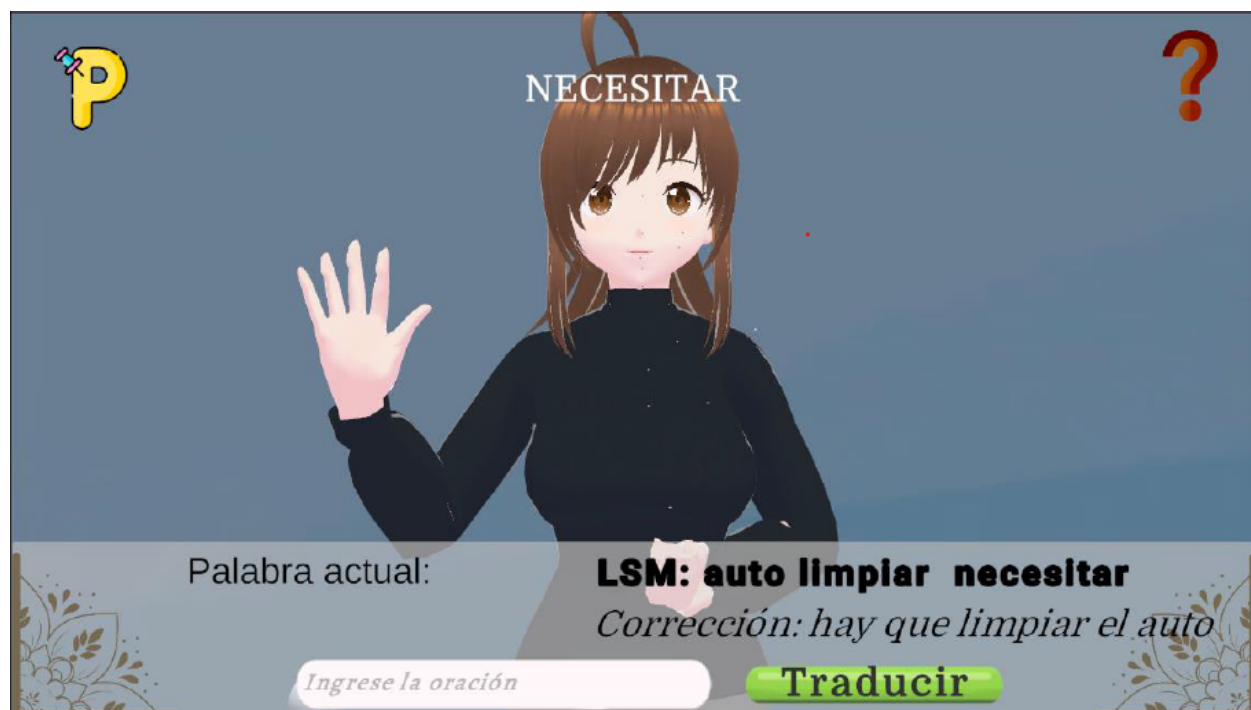 P
?
NECESITAR
Palabra actual:
LSM: auto limpiar necesitar
Corrección: hay que limpiar el auto
Ingrese la oración
Traducir